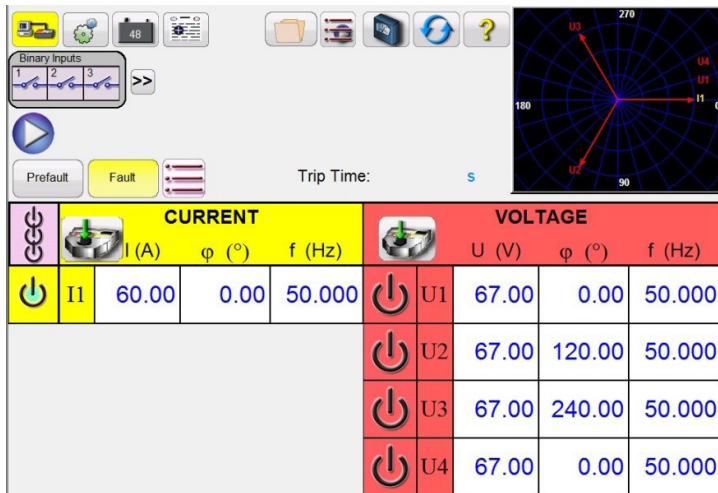 48
?
Binary Inputs
1 2 3
>>
Prefault Fault Trip Time: s
270
U3
U4
U1
I1
180 0
U2
90
CURRENT VOLTAGE
I (A) φ (°) f (Hz) U (V) φ (°) f (Hz)
I1 60.00 0.00 50.000 U1 67.00 0.00 50.000
U2 67.00 120.00 50.000
U3 67.00 240.00 50.000
U4 67.00 0.00 50.000